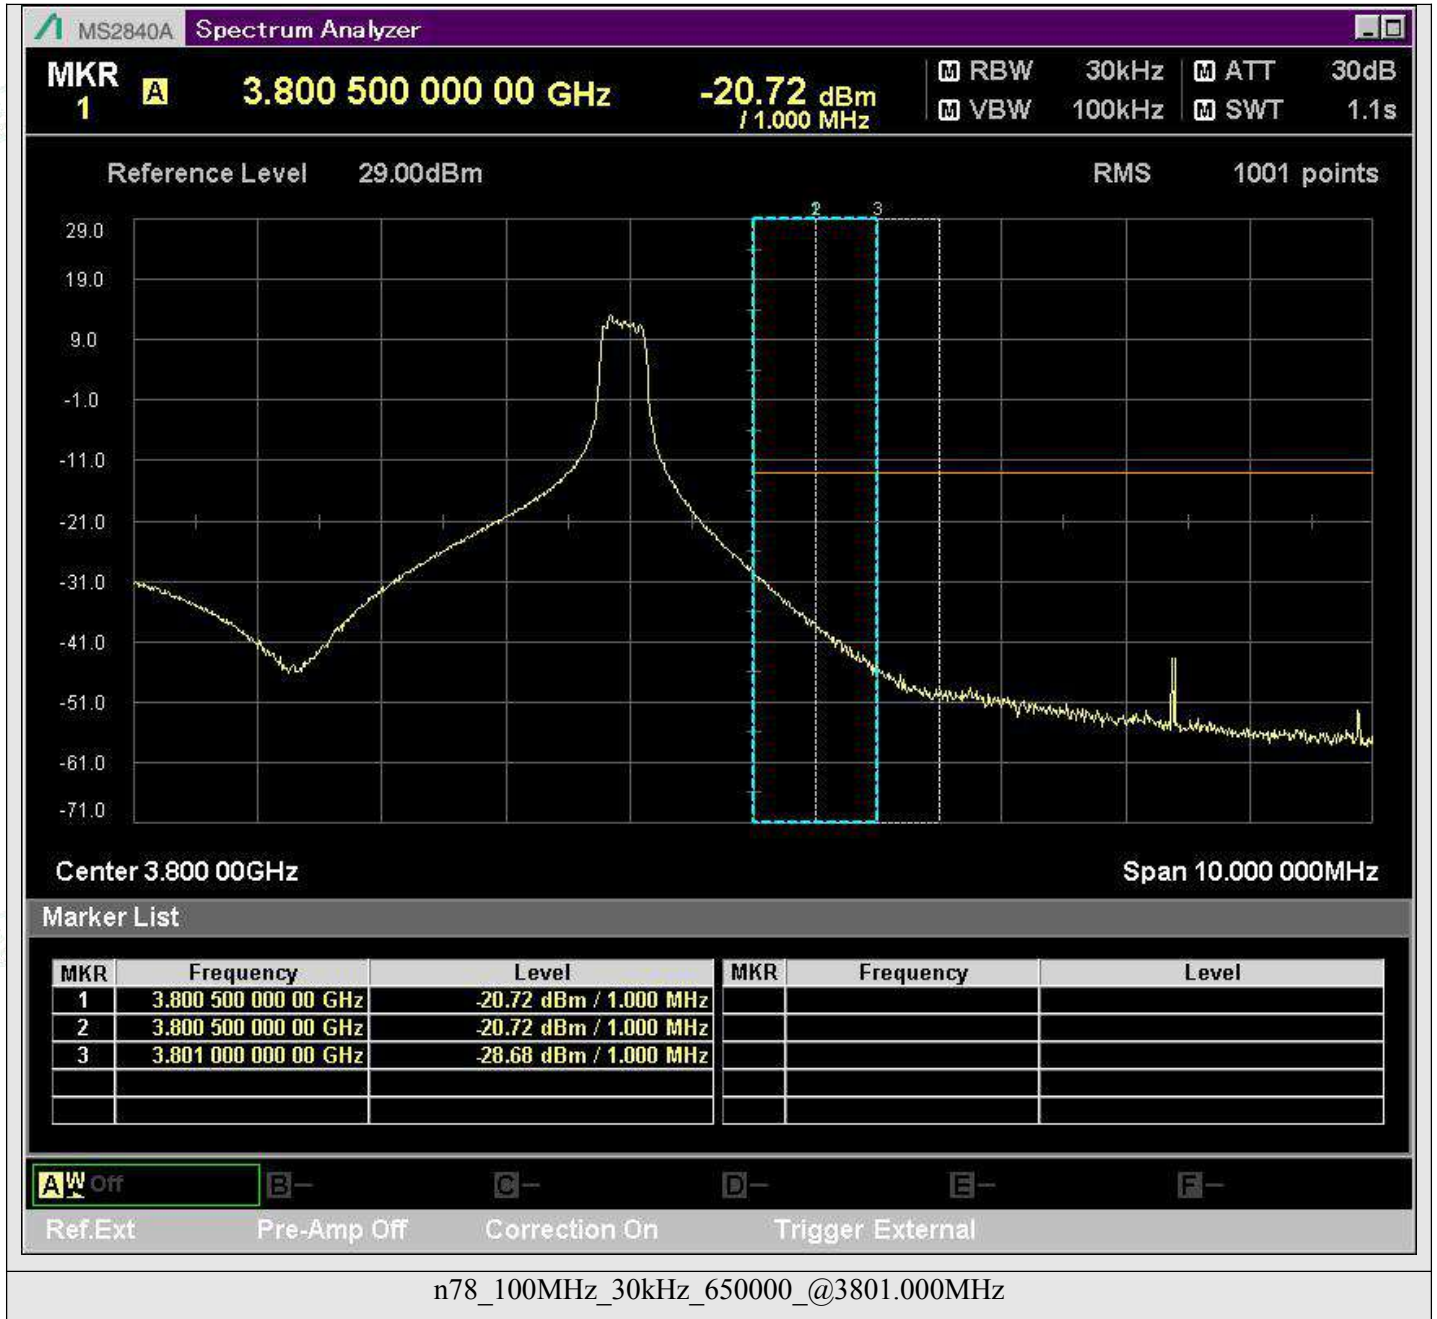 MS2840A Spectrum Analyzer
MKR A 3.800 500 000 00 GHz -20.72 dBm M RBW 30kHz M ATT 30dB
1 / 1.000 MHz M VBW 100kHz M SWT 1.1s
Reference Level 29.00dBm RMS 1001 points
2 3
29.0
19.0
9.0
-1.0
-11.0
-21.0
-31.0
-41.0
-51.0
-61.0
-71.0
Center 3.800 00GHz Span 10.000 000MHz
Marker List
MKR Frequency Level MKR Frequency Level
1 3.800 500 000 00 GHz -20.72 dBm / 1.000 MHz
2 3.800 500 000 00 GHz -20.72 dBm / 1.000 MHz
3 3.801 000 000 00 GHz -28.68 dBm / 1.000 MHz
A W Off B – C – D – E – F –
Ref.Ext Pre-Amp Off Correction On Trigger External
n78_100MHz_30kHz_650000_@3801.000MHz